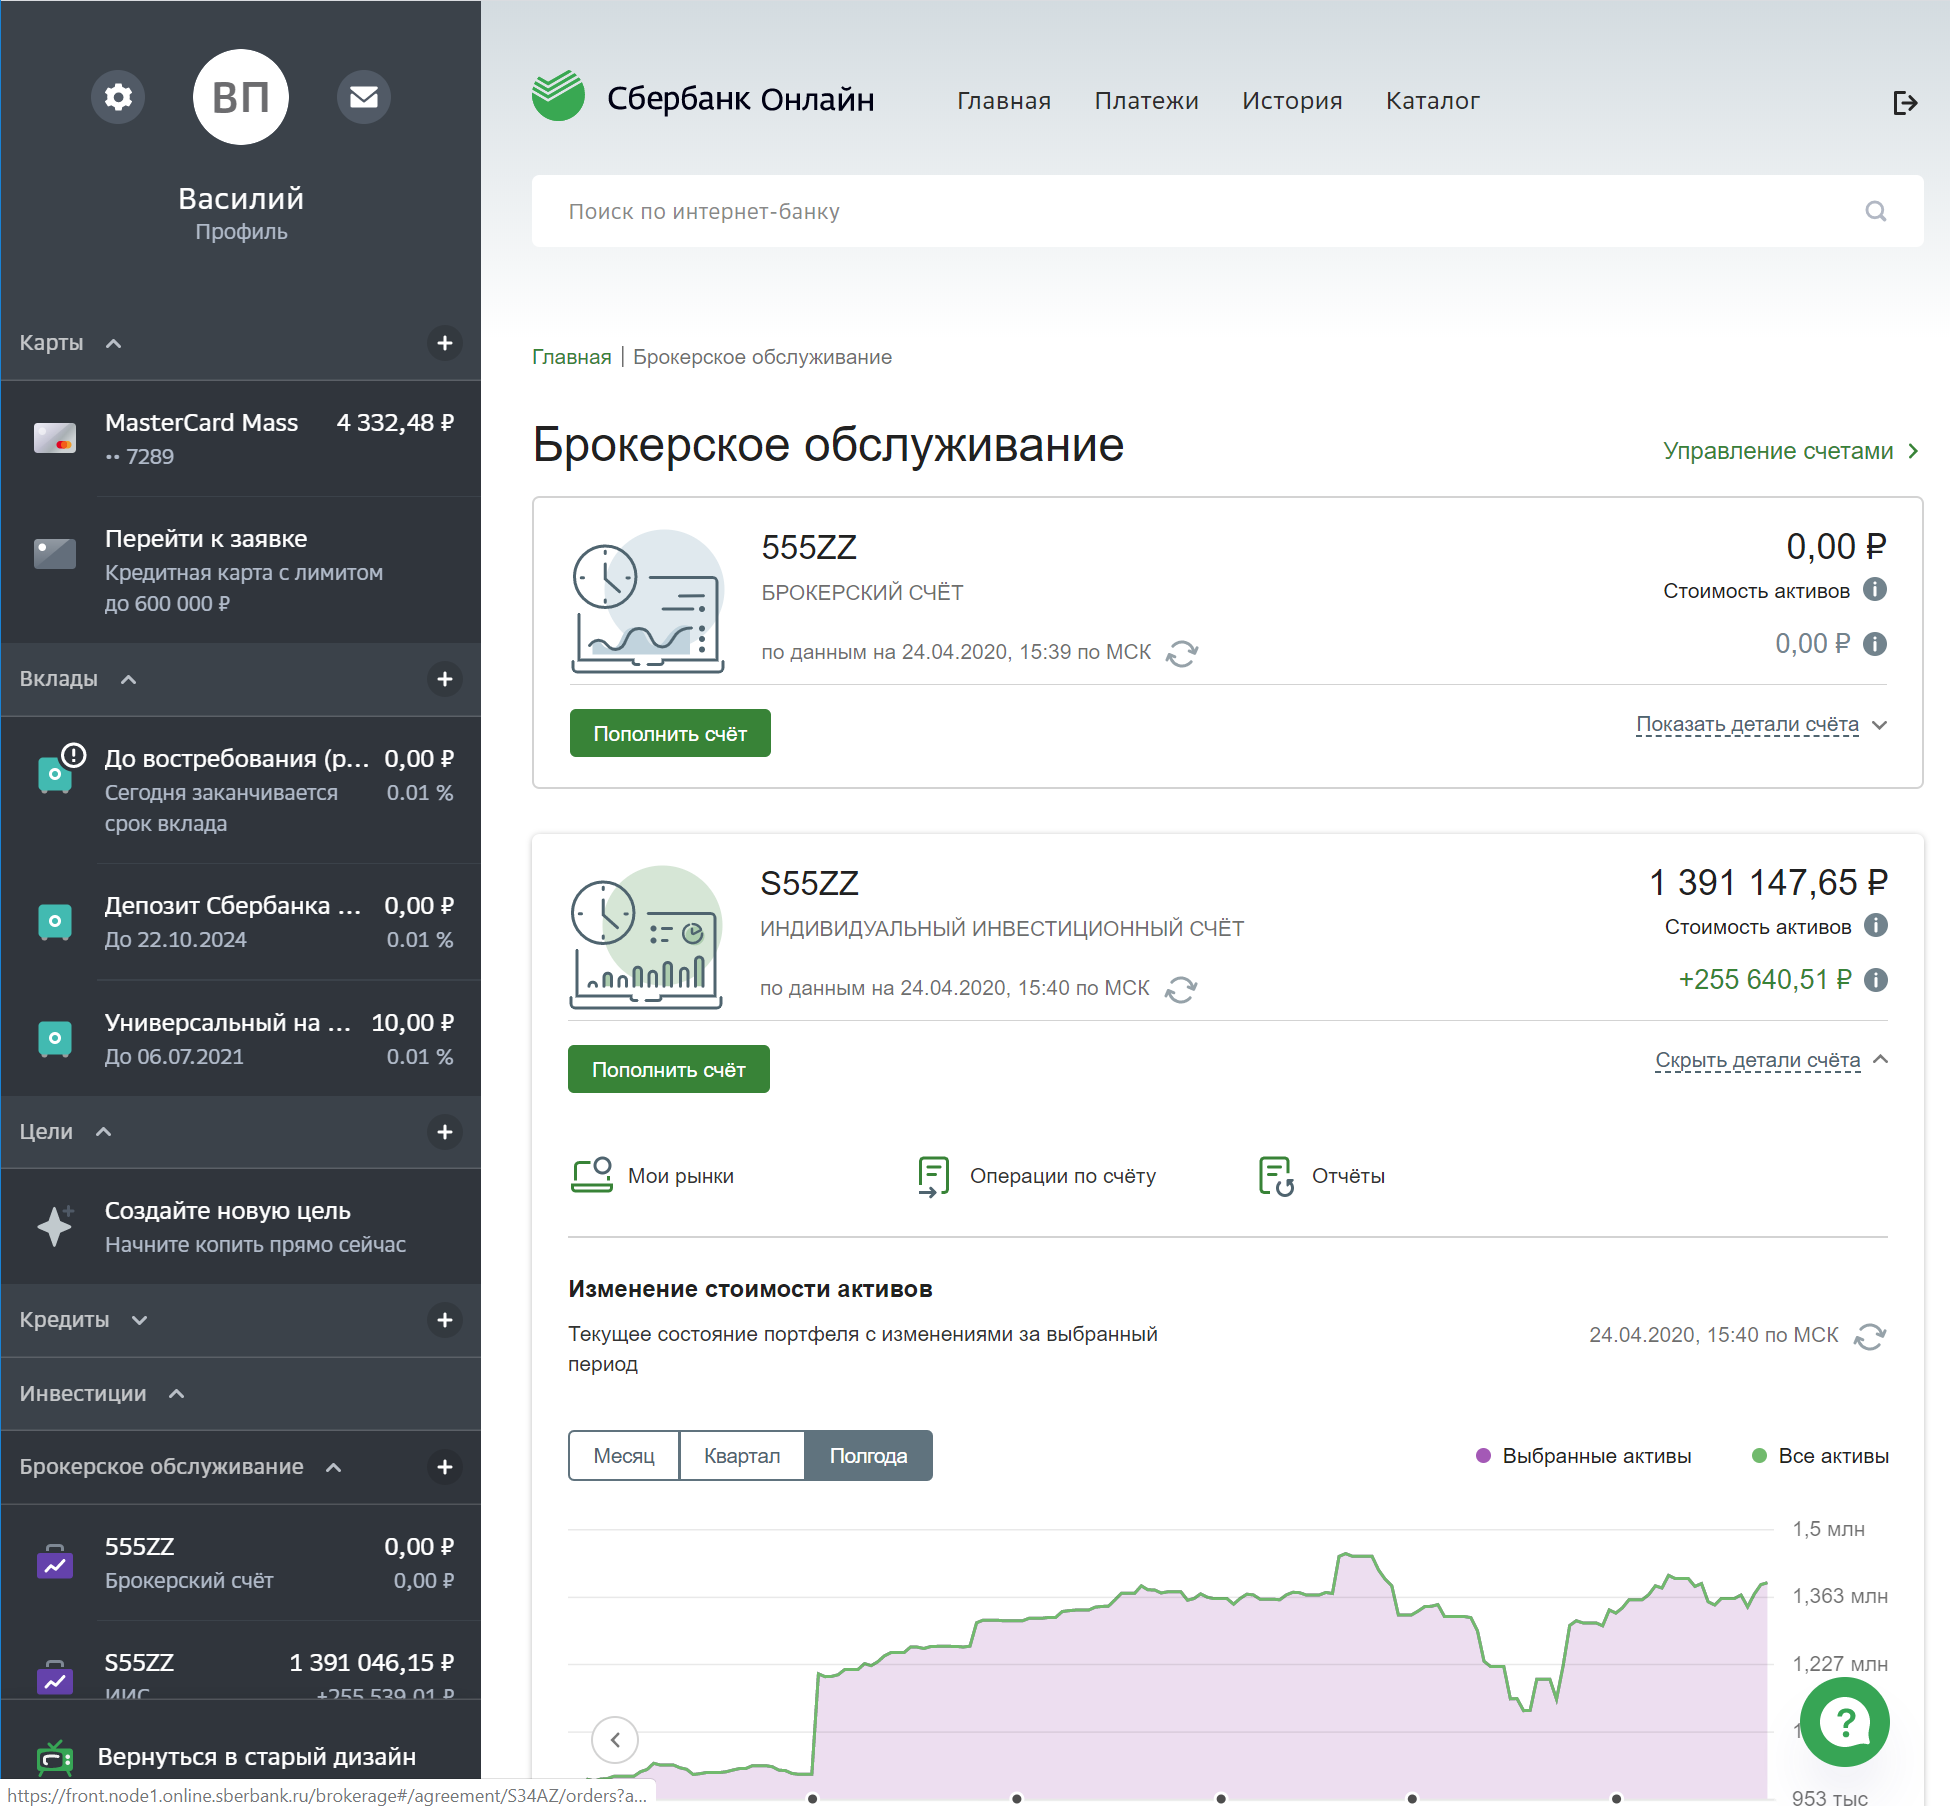 ВП
Василий
Профиль
Карты
MasterCard Mass 4 332,48 ₽
•• 7289
Перейти к заявке
Кредитная карта с лимитом
до 600 000 ₽
Вклады
До востребования (р... 0,00 ₽
Сегодня заканчивается 0.01 %
срок вклада
Депозит Сбербанка ... 0,00 ₽
До 22.10.2024 0.01 %
Универсальный на ... 10,00 ₽
До 06.07.2021 0.01 %
Цели
Создайте новую цель
Начните копить прямо сейчас
Кредиты
Инвестиции
Брокерское обслуживание
555ZZ 0,00 ₽
Брокерский счёт 0,00 ₽
S55ZZ 1 391 046,15 ₽
ИИС +255 539,01 ₽
Вернуться в старый дизайн
https://front.node1.online.sberbank.ru/brokerage#/agreement/S34AZ/orders?a...
Сбербанк Онлайн Главная Платежи История Каталог
Поиск по интернет-банку
Главная | Брокерское обслуживание
Брокерское обслуживание
Управление счетами
555ZZ 0,00 ₽
БРОКЕРСКИЙ СЧЁТ Стоимость активов
по данным на 24.04.2020, 15:39 по МСК 0,00 ₽
Пополнить счёт Показать детали счёта
S55ZZ 1 391 147,65 ₽
ИНДИВИДУАЛЬНЫЙ ИНВЕСТИЦИОННЫЙ СЧЁТ Стоимость активов
по данным на 24.04.2020, 15:40 по МСК +255 640,51 ₽
Пополнить счёт Скрыть детали счёта
Мои рынки Операции по счёту Отчёты
Изменение стоимости активов
Текущее состояние портфеля с изменениями за выбранный
период
24.04.2020, 15:40 по МСК
Месяц Квартал Полгода Выбранные активы Все активы
1,5 млн
1,363 млн
1,227 млн
953 тыс